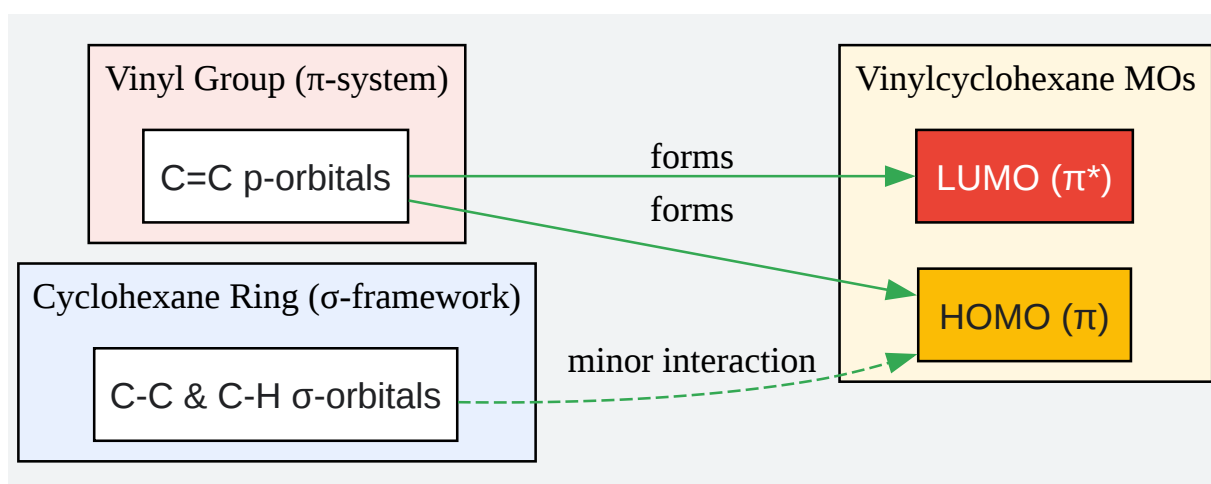 Vinyl Group (π-system)
C=C p-orbitals
Cyclohexane Ring (σ-framework)
C-C & C-H σ-orbitals
forms
forms
minor interaction
Vinylcyclohexane MOs
LUMO (π*)
HOMO (π)